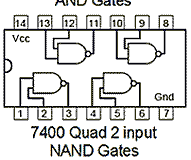 AND Gates
14 13 12 11 10 9 8
Vcc
Gnd
1 2 3 4 5 6 7
7400 Quad 2 input
NAND Gates